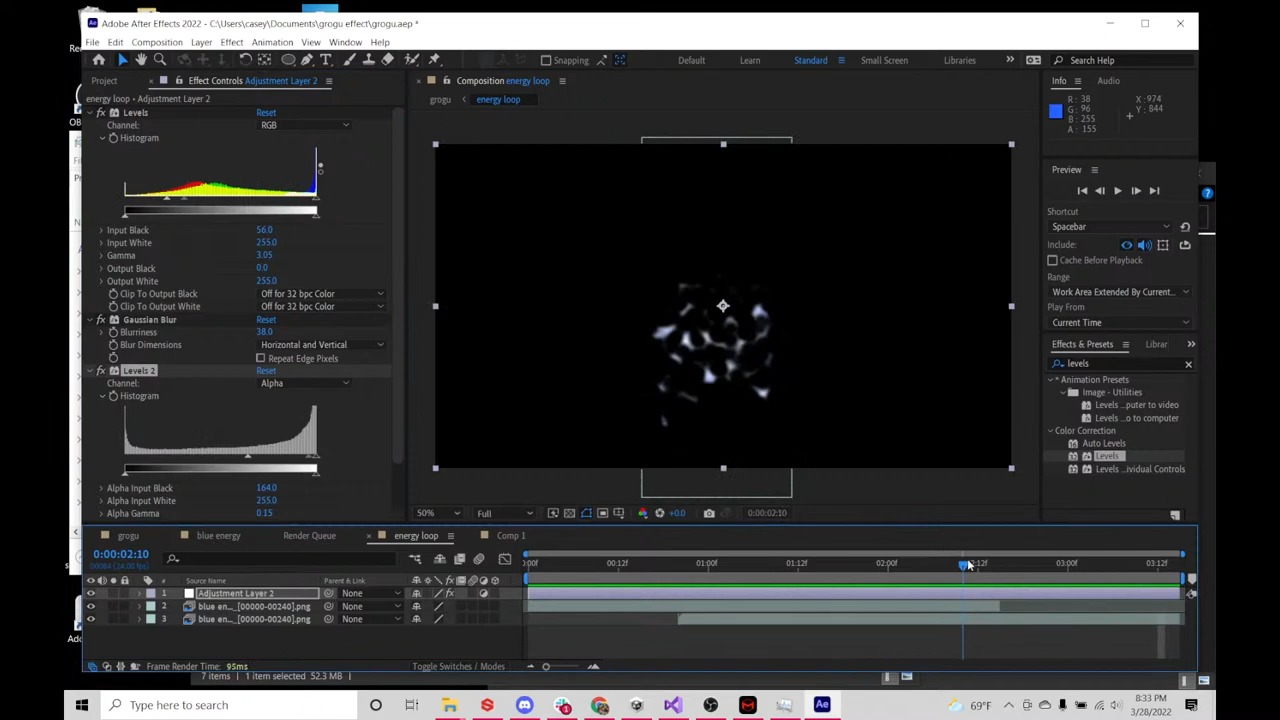 Adobe After Effects 2022 - C:\Users\casey\Documents\grogu effect\grogu.aep *
File Edit Composition Layer Effect Animation View Window Help
Snapping Default Learn Standard Small Screen Libraries Search Help
Project Effect Controls Adjustment Layer 2
energy loop • Adjustment Layer 2
Levels Reset
Channel: RGB
Histogram
Input Black 56.0
Input White 255.0
Gamma 3.05
Output Black 0.0
Output White 255.0
Clip To Output Black Off for 32 bpc Color
Clip To Output White Off for 32 bpc Color
Gaussian Blur Reset
Blurriness 38.0
Blur Dimensions Horizontal and Vertical
Repeat Edge Pixels
Levels 2 Reset
Channel: Alpha
Histogram
Alpha Input Black 164.0
Alpha Input White 255.0
Alpha Gamma 0.15
Composition energy loop
grogu energy loop
50% Full +0.0 0:00:02:10
Info Audio
R: 38
G: 96
B: 255
A: 155
X: 974
Y: 844
Preview
Shortcut
Spacebar
Include:
Cache Before Playback
Range
Work Area Extended By Current...
Play From
Current Time
Effects & Presets Librar
levels
* Animation Presets
Image - Utilities
Levels ...puter to video
Levels ...o to computer
Color Correction
Auto Levels
Levels
Levels ...ividual Controls
grogu blue energy Render Queue energy loop Comp 1
0:00:02:10
00064 (24.00 fps)
:00f 00:12f 01:00f 01:12f 02:00f 2:12f 03:00f 03:12f
# Source Name Parent & Link
1 Adjustment Layer 2 None
2 blue en..._[00000-00240].png None
3 blue en..._[00000-00240].png None
Frame Render Time: 95ms Toggle Switches / Modes
7 items 1 item selected 52.3 MB
Type here to search
69°F
8:33 PM
3/28/2022